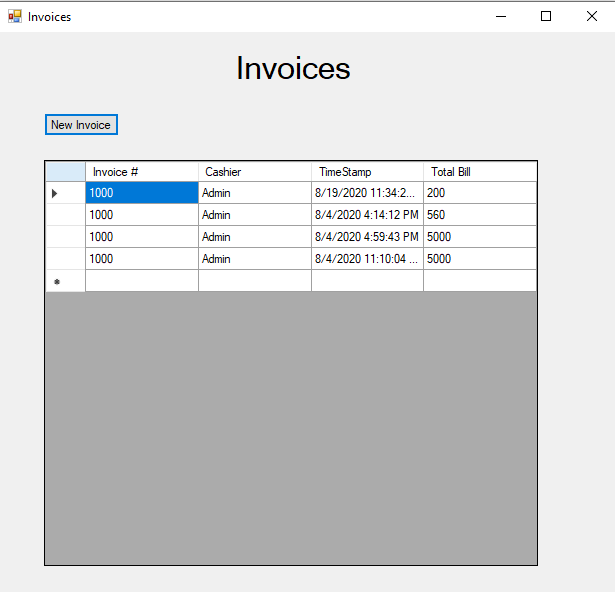 Invoices
Invoices
New Invoice
Invoice # Cashier TimeStamp Total Bill
1000 Admin 8/19/2020 11:34:2... 200
1000 Admin 8/4/2020 4:14:12 PM 560
1000 Admin 8/4/2020 4:59:43 PM 5000
1000 Admin 8/4/2020 11:10:04 ... 5000